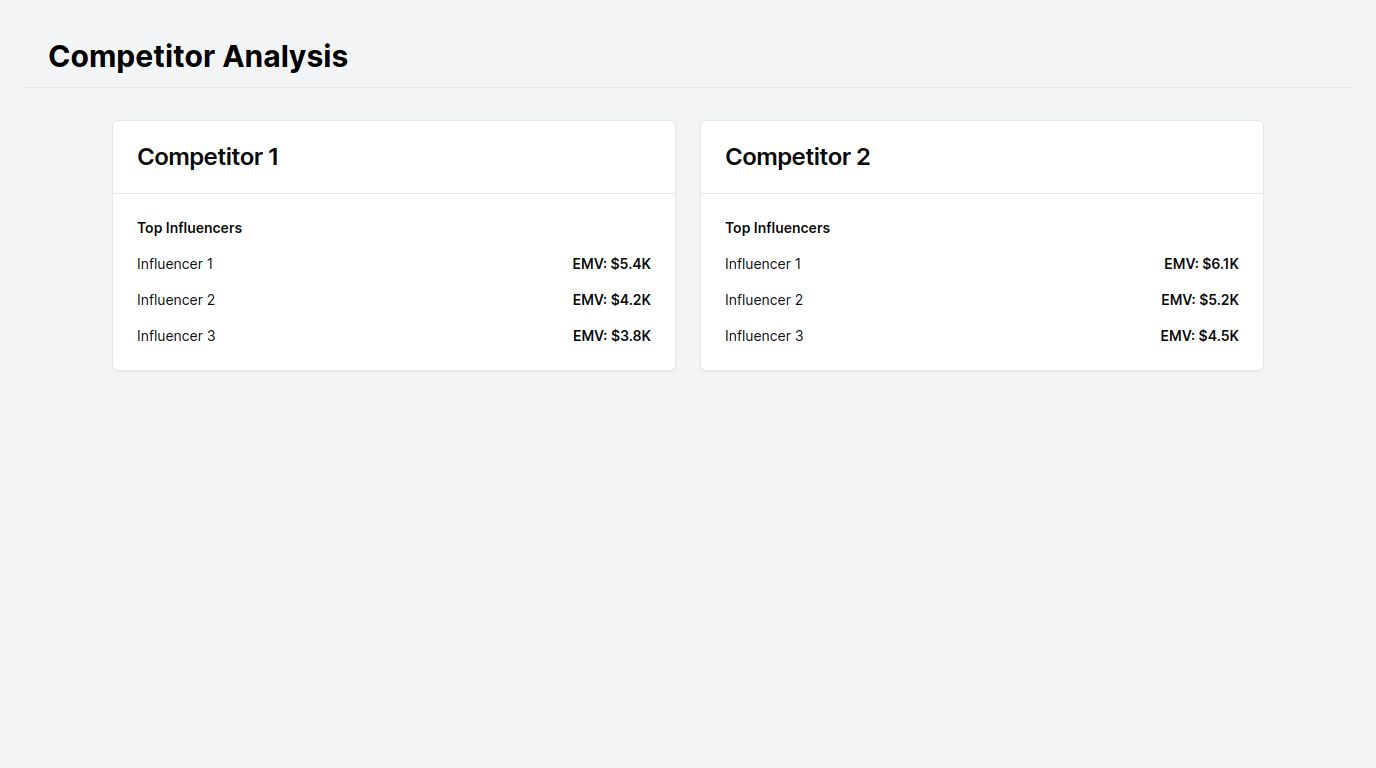 Competitor Analysis
Competitor 1
Top Influencers
Influencer 1 EMV: $5.4K
Influencer 2 EMV: $4.2K
Influencer 3 EMV: $3.8K
Competitor 2
Top Influencers
Influencer 1 EMV: $6.1K
Influencer 2 EMV: $5.2K
Influencer 3 EMV: $4.5K